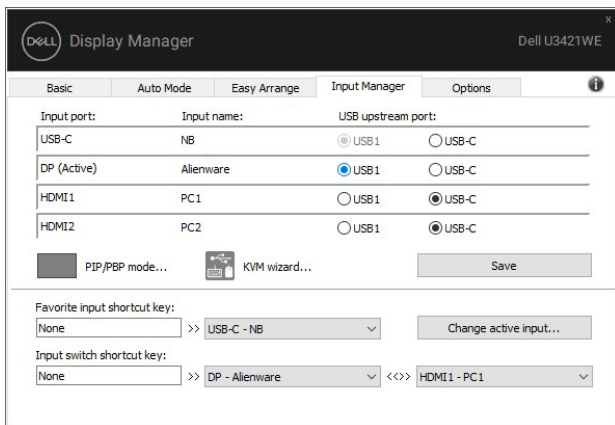 x
DELL Display Manager Dell U3421WE
Basic Auto Mode Easy Arrange Input Manager Options i
Input port: Input name: USB upstream port:
USB-C NB USB1 USB-C
DP (Active) Alienware USB1 USB-C
HDMI1 PC1 USB1 USB-C
HDMI2 PC2 USB1 USB-C
PIP/PBP mode... KVM wizard... Save
Favorite input shortcut key:
None >> USB-C - NB Change active input...
Input switch shortcut key:
None >> DP - Alienware <<>> HDMI1 - PC1